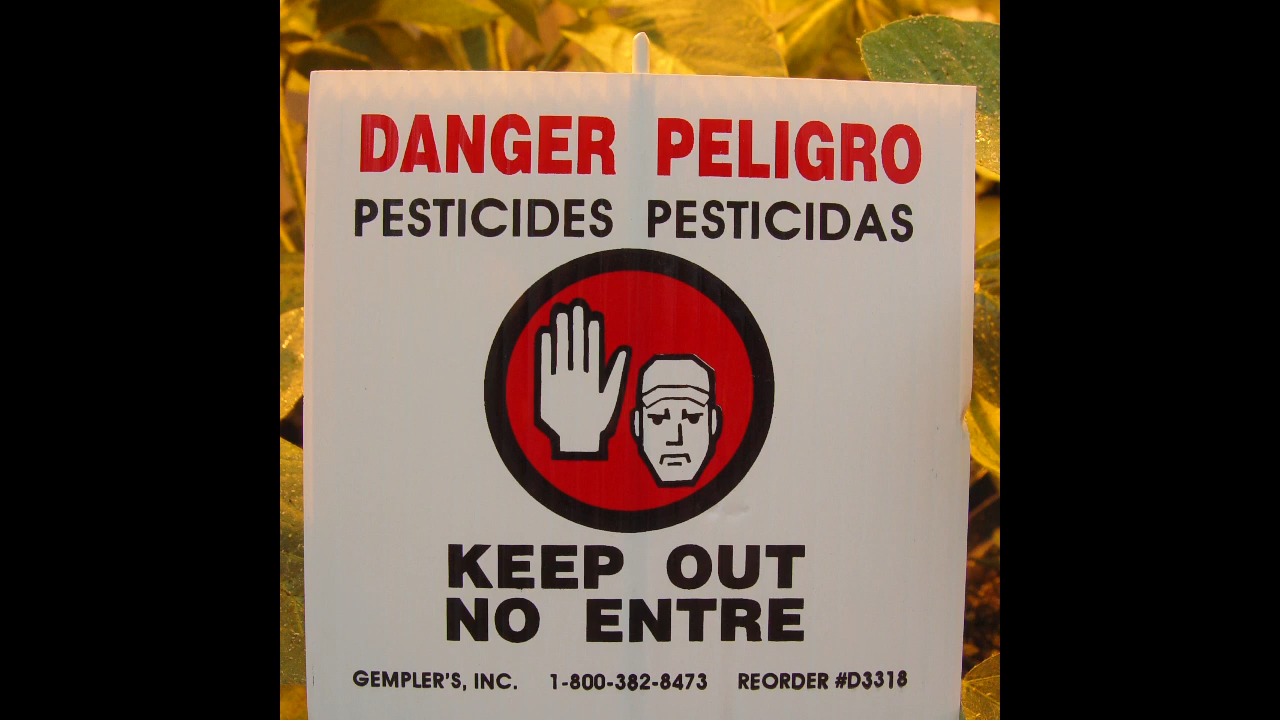 DANGER PELIGRO
PESTICIDES PESTICIDAS
KEEP OUT
NO ENTRE
GEMPLER'S, INC. 1-800-382-8473 REORDER #D3318